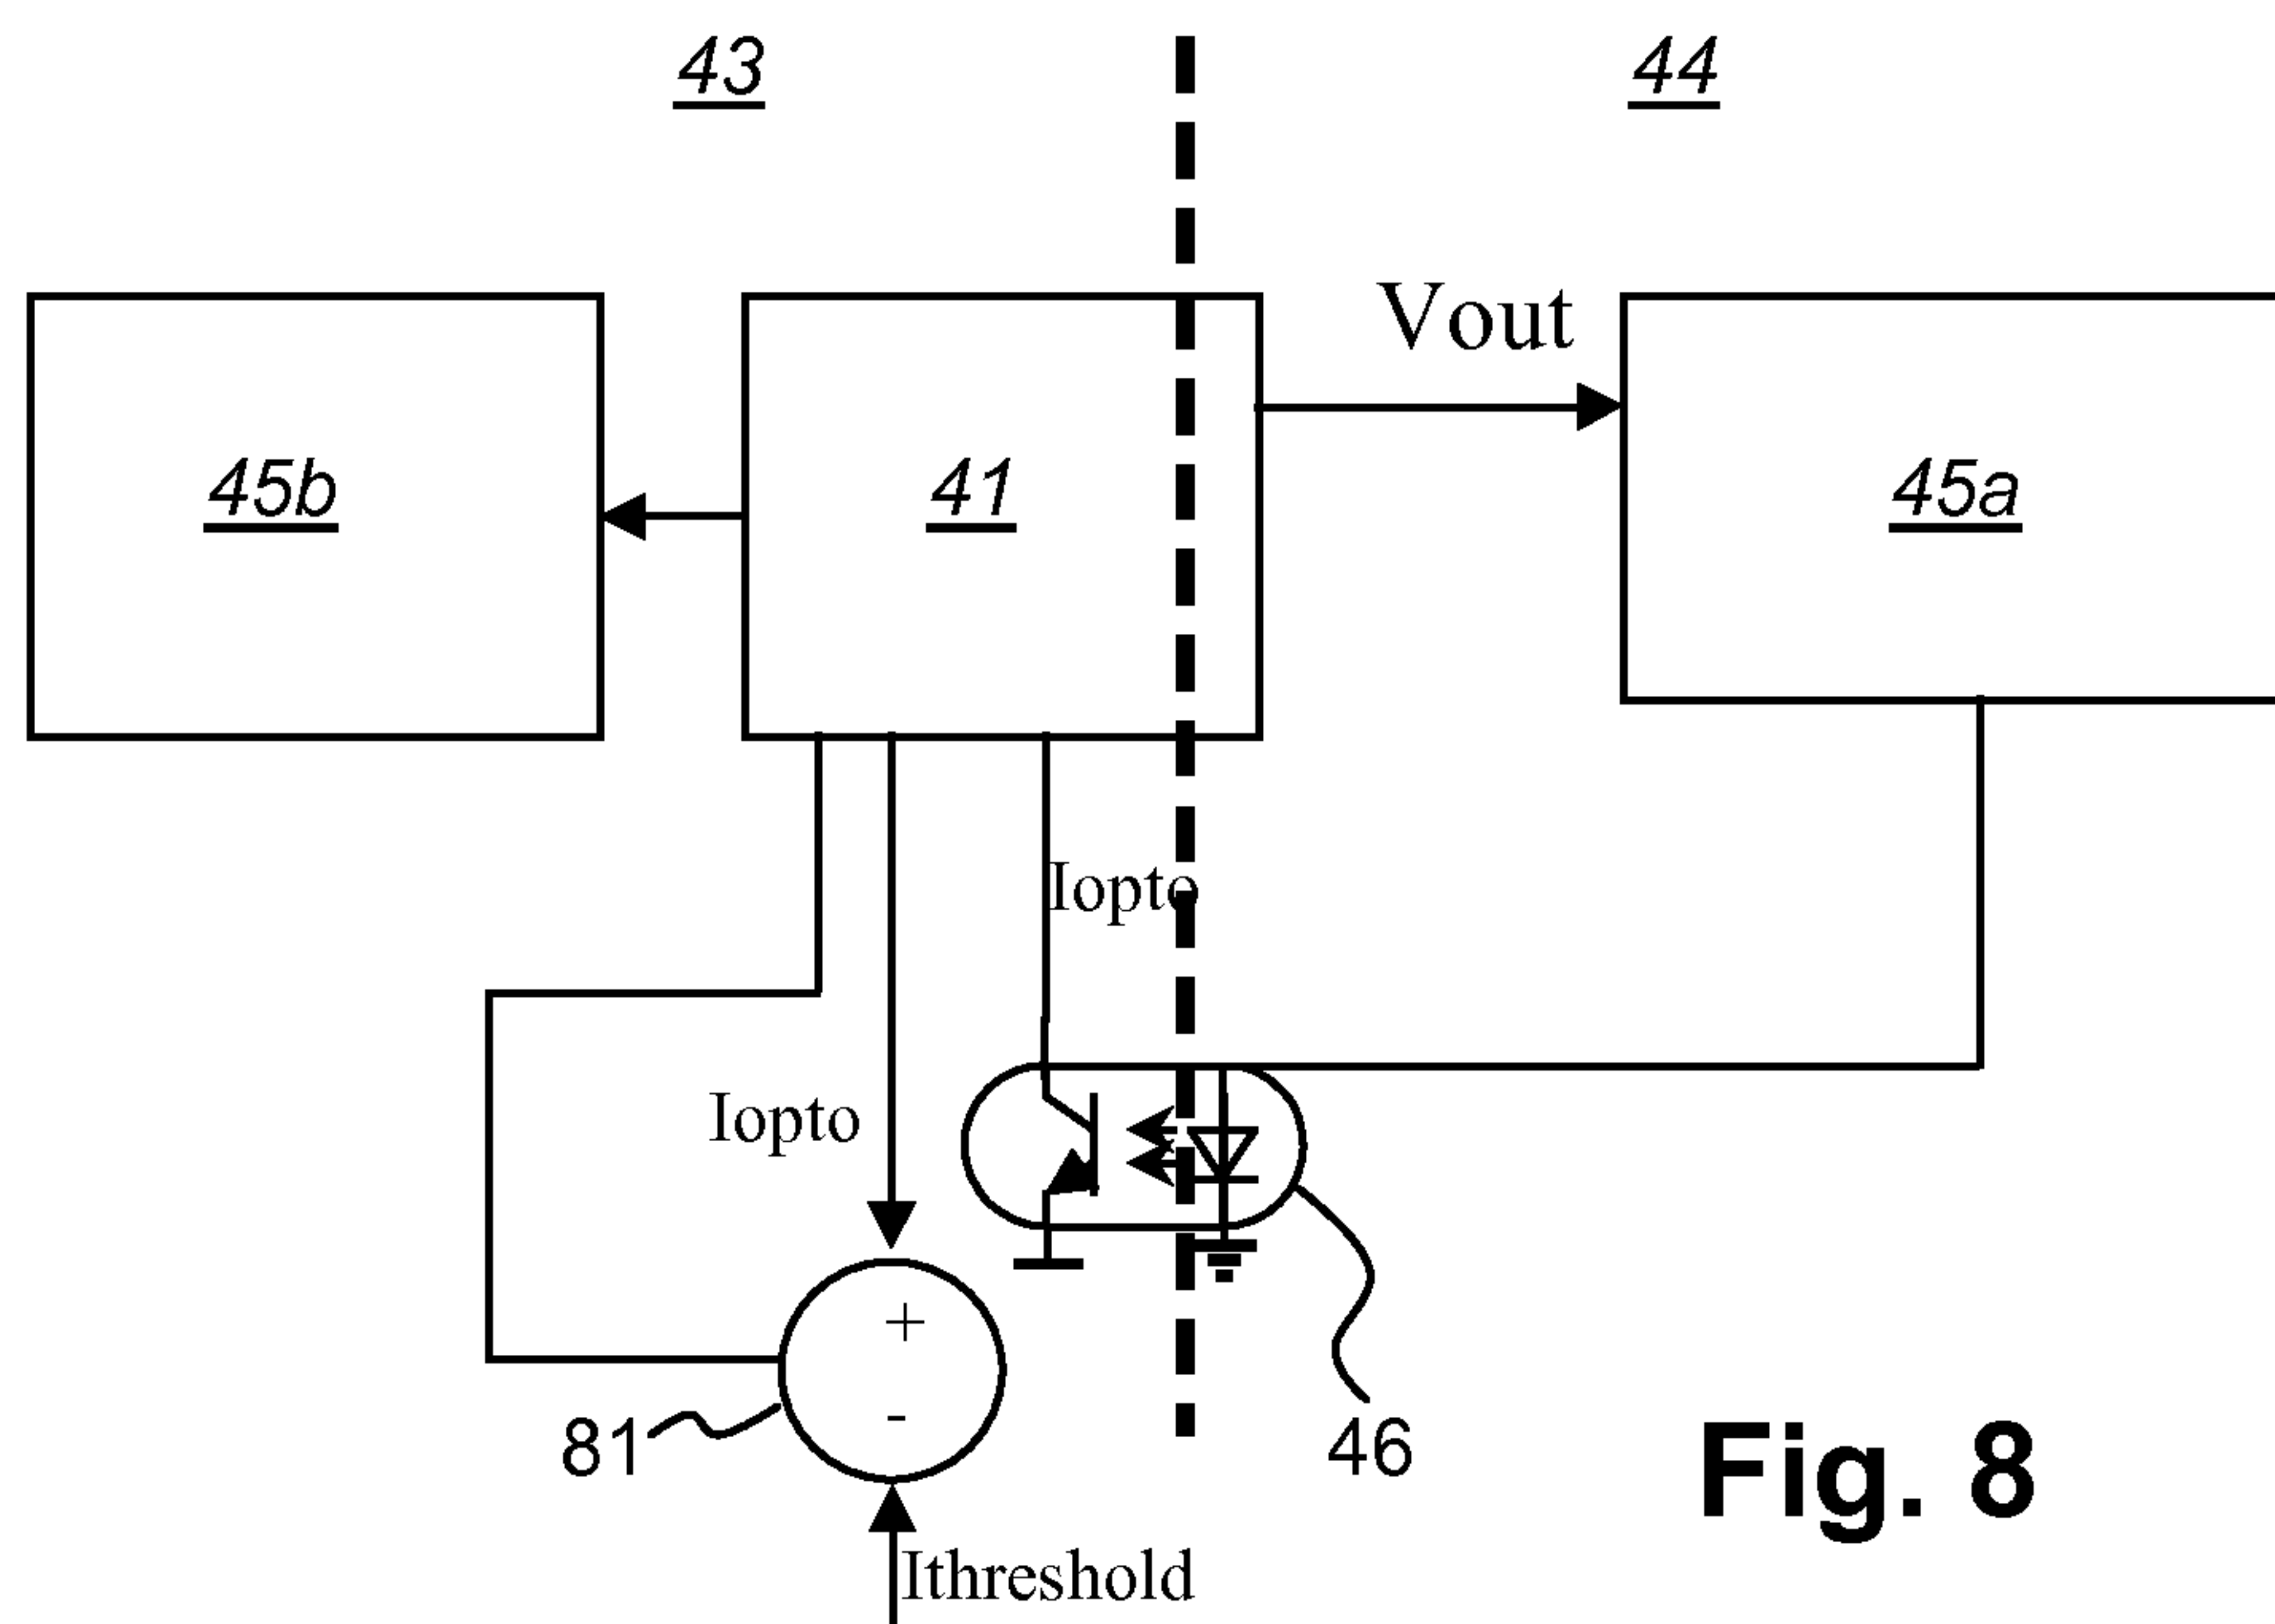 43
44
Vout
45b
41
45a
Iopto
Iopto
+
-
81
46
Ithreshold
Fig. 8